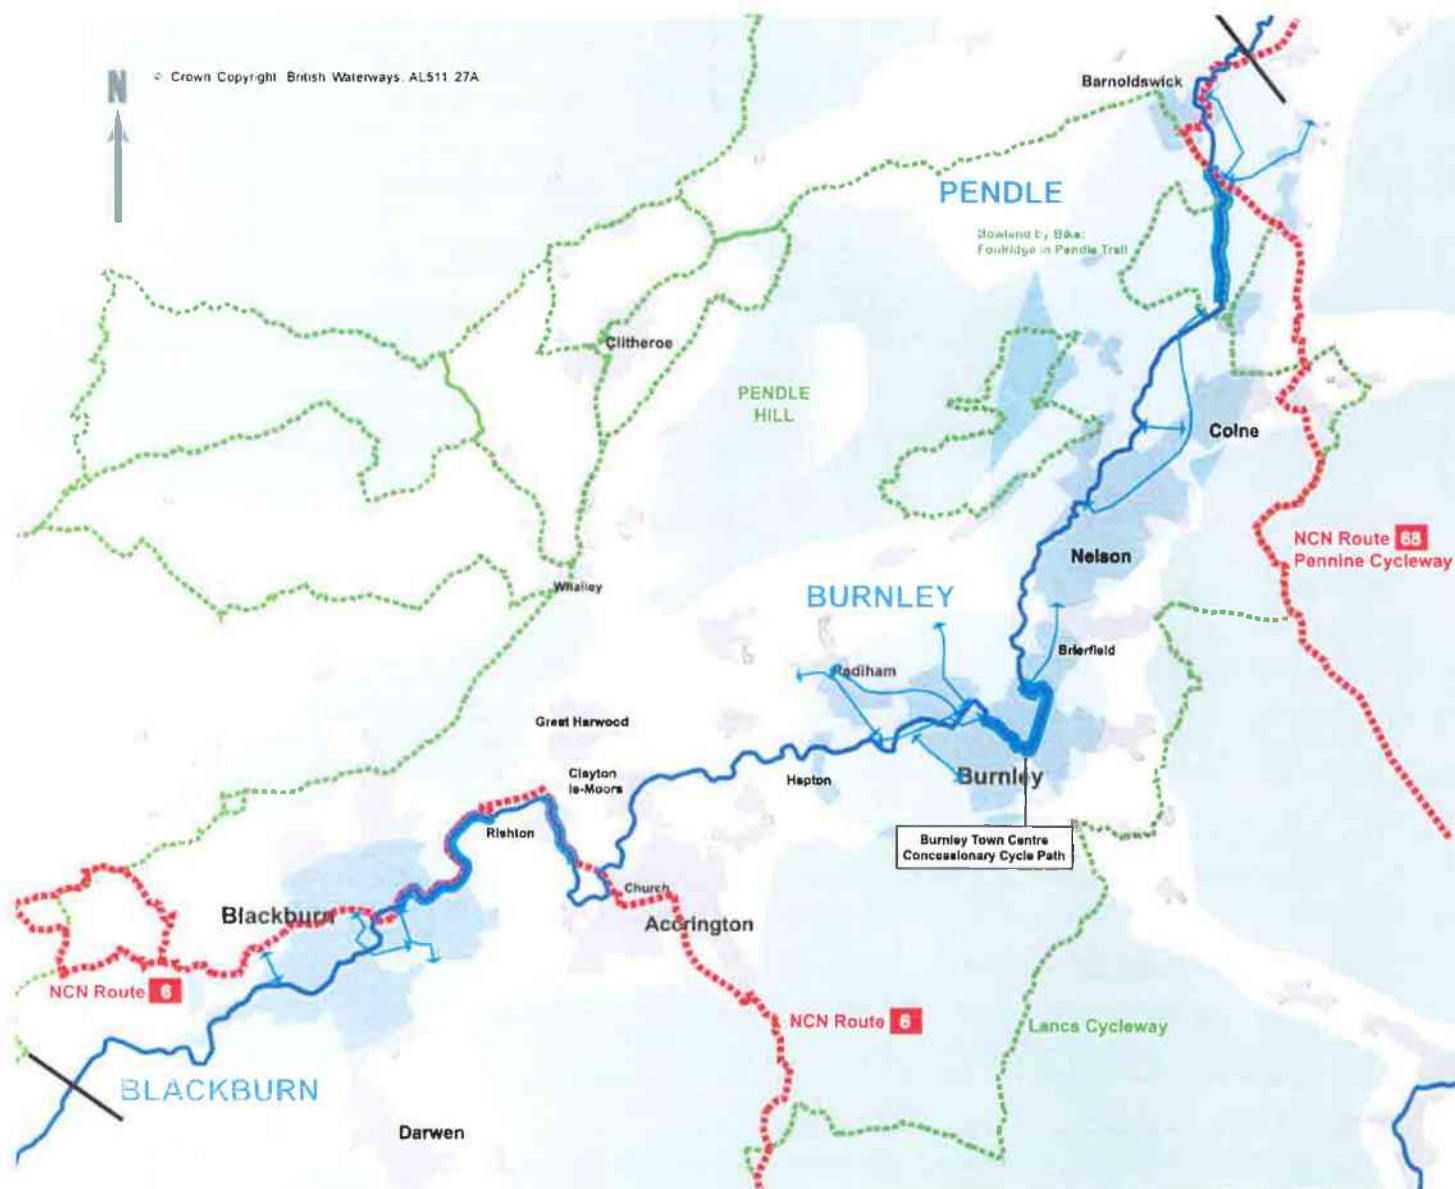 N
© Crown Copyright British Waterways. AL511 27A
Barnoldswick
PENDLE
Bowland by Bike:
Foulridge in Pendle Trail
Clitheroe
PENDLE
HILL
Colne
NCN Route 68
Pennine Cycleway
Nelson
Whalley
BURNLEY
Brierfield
Padiham
Great Harwood
Clayton
le-Moors
Hapton
Burnley
Rishton
Burnley Town Centre
Concessionary Cycle Path
Church
Blackburn
Accrington
NCN Route 6
NCN Route 6
Lancs Cycleway
BLACKBURN
Darwen